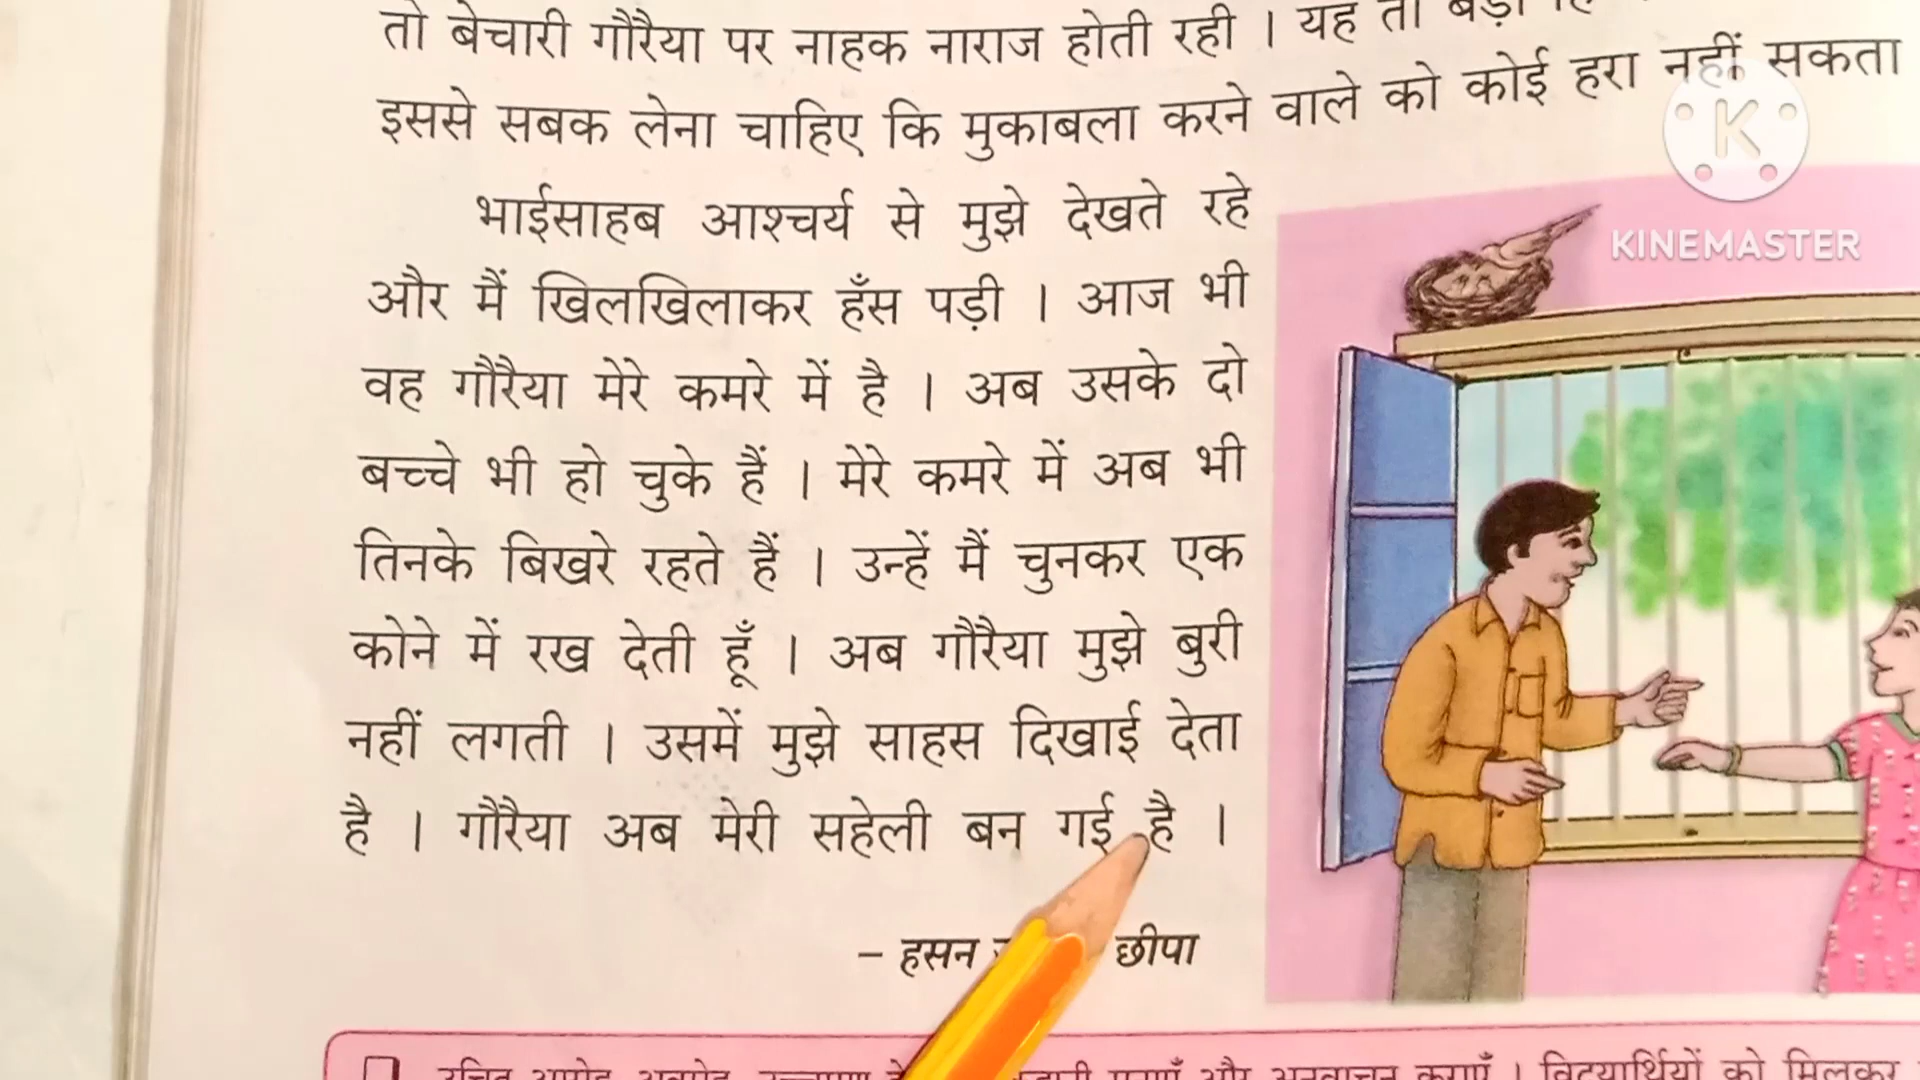 तो बेचारी गौरैया पर नाहक नाराज होती रही । यह तो
इससे सबक लेना चाहिए कि मुकाबला करने वाले को कोई हरा नहीं सकता
भाईसाहब आश्चर्य से मुझे देखते रहे
और मैं खिलखिलाकर हँस पड़ी । आज भी
वह गौरैया मेरे कमरे में है । अब उसके दो
बच्चे भी हो चुके हैं । मेरे कमरे में अब भी
तिनके बिखरे रहते हैं । उन्हें मैं चुनकर एक
कोने में रख देती हूँ । अब गौरैया मुझे बुरी
नहीं लगती । उसमें मुझे साहस दिखाई देता
है । गौरैया अब मेरी सहेली बन गई है ।
– हसन छीपा
K
KINEMASTER